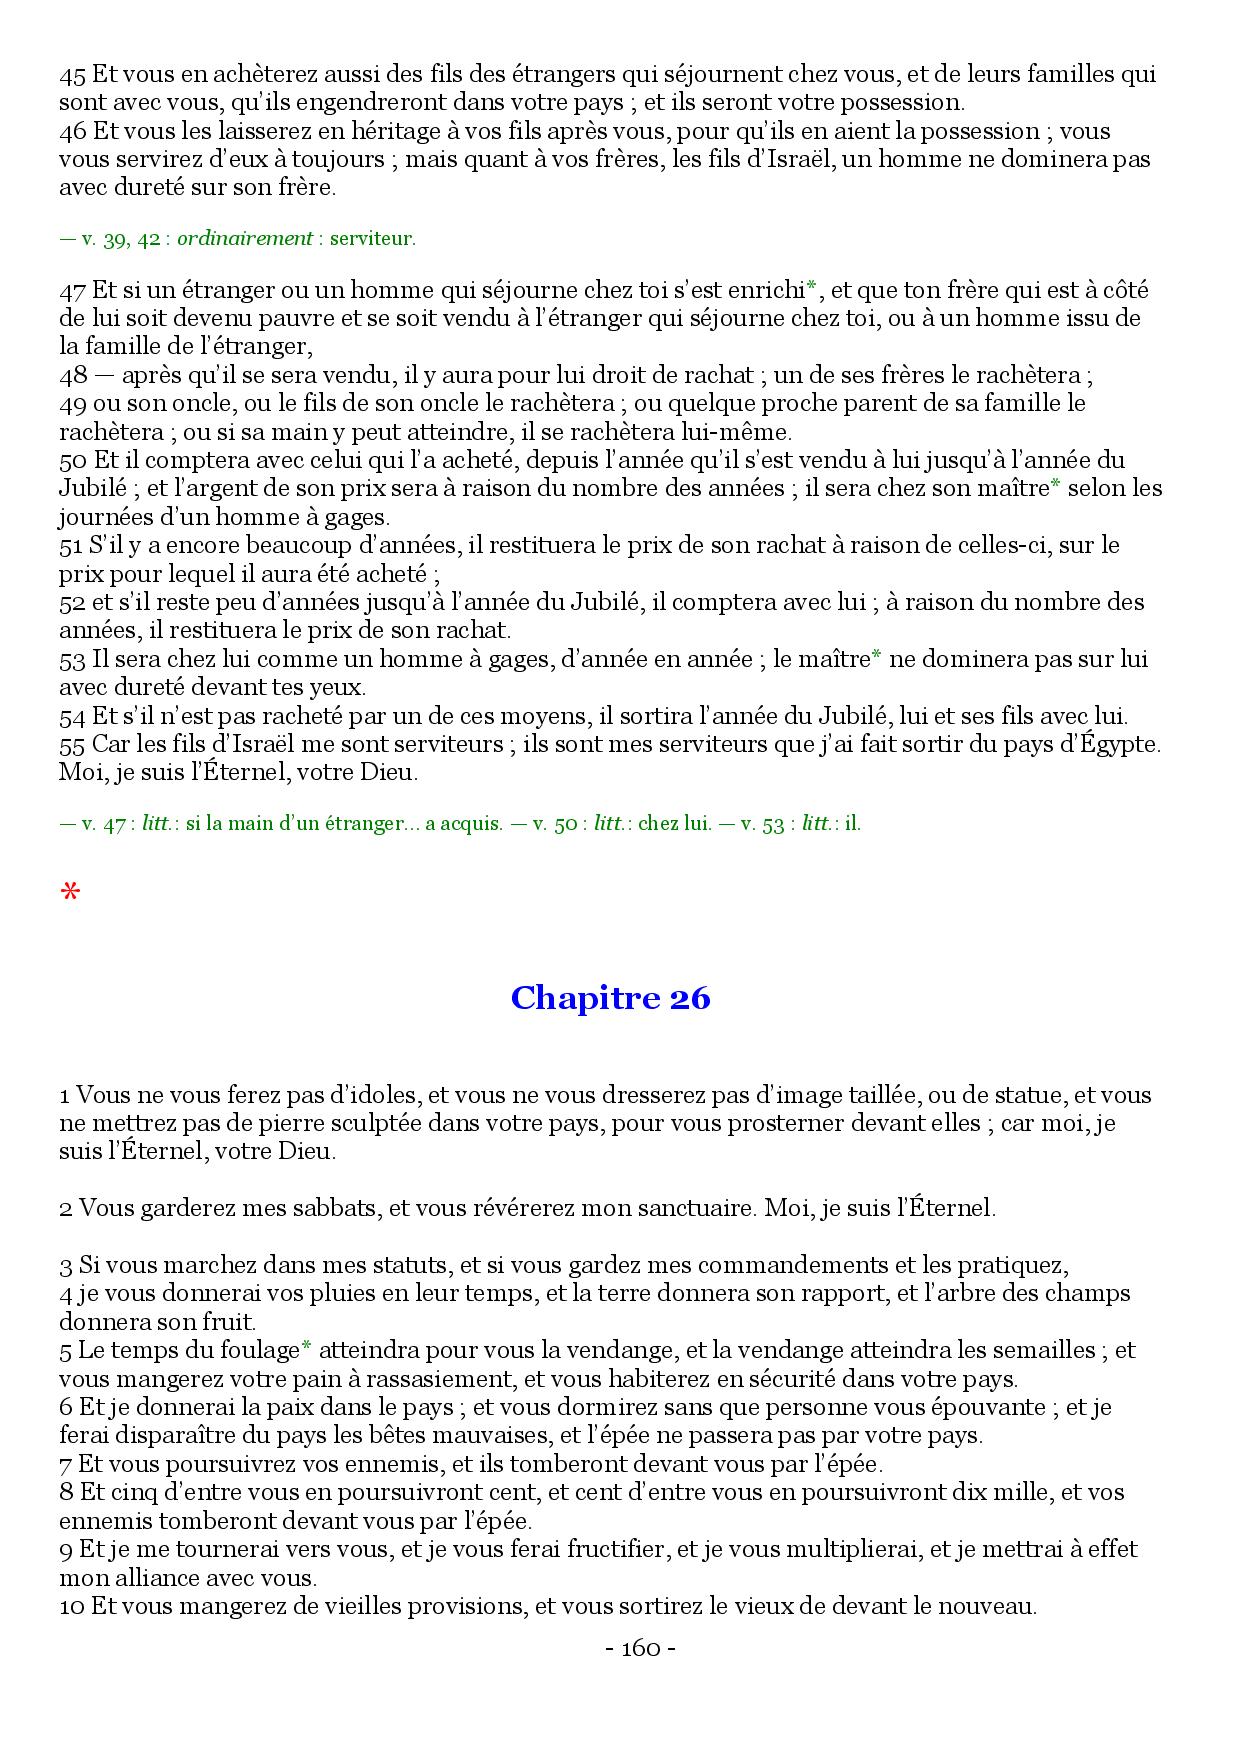 45 Et vous en achèterez aussi des fils des étrangers qui séjournent chez vous, et de leurs familles qui
sont avec vous, qu’ils engendreront dans votre pays ; et ils seront votre possession.
46 Et vous les laisserez en héritage à vos fils après vous, pour qu’ils en aient la possession ; vous
vous servirez d’eux à toujours ; mais quant à vos frères, les fils d’Israël, un homme ne dominera pas
avec dureté sur son frère.
— v. 39, 42 : ordinairement : serviteur.
47 Et si un étranger ou un homme qui séjourne chez toi s’est enrichi*, et que ton frère qui est à côté
de lui soit devenu pauvre et se soit vendu à l’étranger qui séjourne chez toi, ou à un homme issu de
la famille de l’étranger,
48 — après qu’il se sera vendu, il y aura pour lui droit de rachat ; un de ses frères le rachètera ;
49 ou son oncle, ou le fils de son oncle le rachètera ; ou quelque proche parent de sa famille le
rachètera ; ou si sa main y peut atteindre, il se rachètera lui-même.
50 Et il comptera avec celui qui l’a acheté, depuis l’année qu’il s’est vendu à lui jusqu’à l’année du
Jubilé ; et l’argent de son prix sera à raison du nombre des années ; il sera chez son maître* selon les
journées d’un homme à gages.
51 S’il y a encore beaucoup d’années, il restituera le prix de son rachat à raison de celles-ci, sur le
prix pour lequel il aura été acheté ;
52 et s’il reste peu d’années jusqu’à l’année du Jubilé, il comptera avec lui ; à raison du nombre des
années, il restituera le prix de son rachat.
53 Il sera chez lui comme un homme à gages, d’année en année ; le maître* ne dominera pas sur lui
avec dureté devant tes yeux.
54 Et s’il n’est pas racheté par un de ces moyens, il sortira l’année du Jubilé, lui et ses fils avec lui.
55 Car les fils d’Israël me sont serviteurs ; ils sont mes serviteurs que j’ai fait sortir du pays d’Égypte.
Moi, je suis l’Éternel, votre Dieu.
— v. 47 : litt.: si la main d’un étranger… a acquis. — v. 50 : litt.: chez lui. — v. 53 : litt.: il.
*
Chapitre 26
1 Vous ne vous ferez pas d’idoles, et vous ne vous dresserez pas d’image taillée, ou de statue, et vous
ne mettrez pas de pierre sculptée dans votre pays, pour vous prosterner devant elles ; car moi, je
suis l’Éternel, votre Dieu.
2 Vous garderez mes sabbats, et vous révérerez mon sanctuaire. Moi, je suis l’Éternel.
3 Si vous marchez dans mes statuts, et si vous gardez mes commandements et les pratiquez,
4 je vous donnerai vos pluies en leur temps, et la terre donnera son rapport, et l’arbre des champs
donnera son fruit.
5 Le temps du foulage* atteindra pour vous la vendange, et la vendange atteindra les semailles ; et
vous mangerez votre pain à rassasiement, et vous habiterez en sécurité dans votre pays.
6 Et je donnerai la paix dans le pays ; et vous dormirez sans que personne vous épouvante ; et je
ferai disparaître du pays les bêtes mauvaises, et l’épée ne passera pas par votre pays.
7 Et vous poursuivrez vos ennemis, et ils tomberont devant vous par l’épée.
8 Et cinq d’entre vous en poursuivront cent, et cent d’entre vous en poursuivront dix mille, et vos
ennemis tomberont devant vous par l’épée.
9 Et je me tournerai vers vous, et je vous ferai fructifier, et je vous multiplierai, et je mettrai à effet
mon alliance avec vous.
10 Et vous mangerez de vieilles provisions, et vous sortirez le vieux de devant le nouveau.
- 160 -